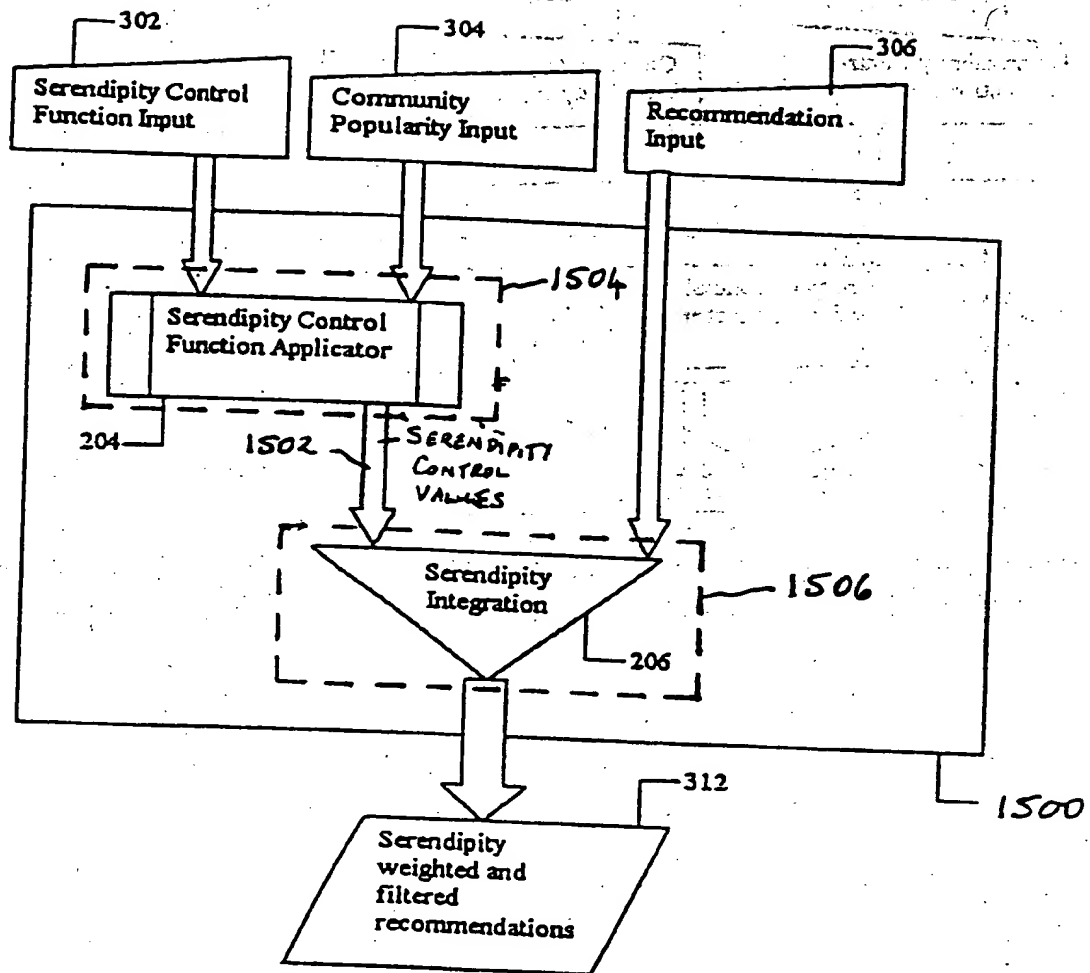 302
304
306
Serendipity Control
Function Input
Community
Popularity Input
Recommendation
Input
1504
Serendipity Control
Function Applicator
204
1502
SERENDIPITY
CONTROL
VALUES
Serendipity
Integration
1506
206
312
1500
Serendipity
weighted and
filtered
recommendations